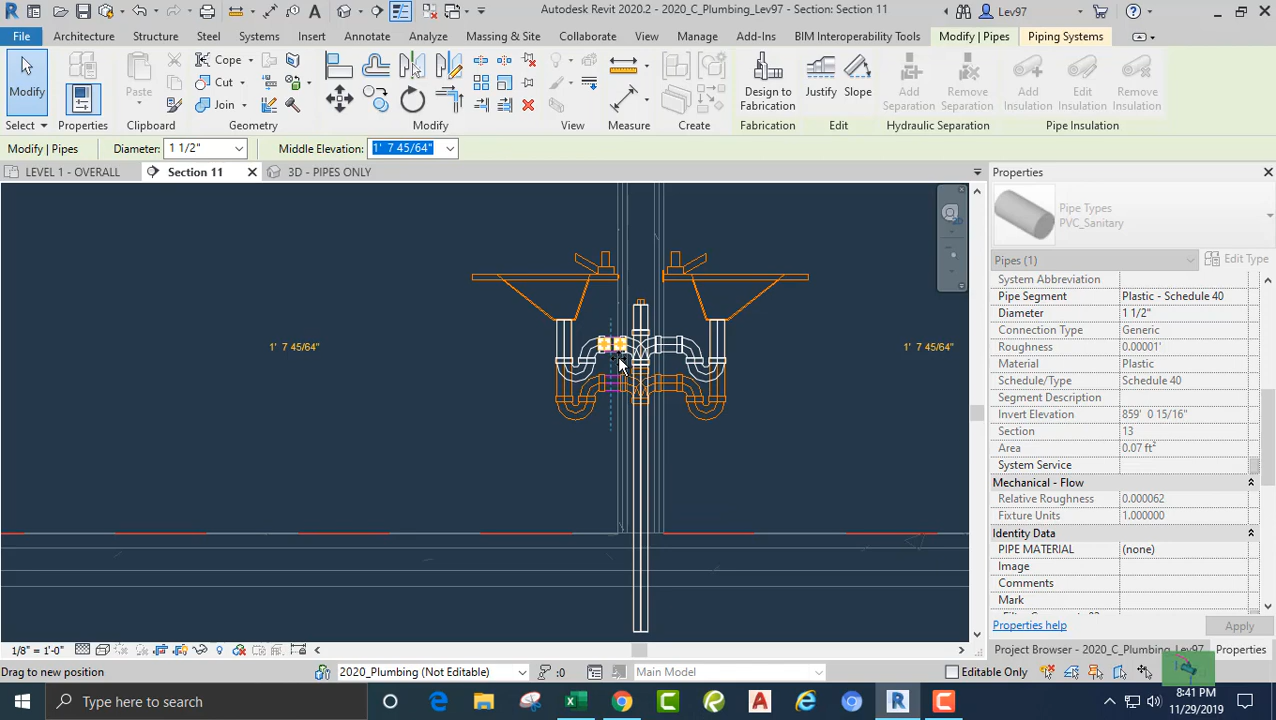 Autodesk Revit 2020.2 - 2020_C_Plumbing_Lev97 - Section: Section 11
Lev97
File Architecture Structure Steel Systems Insert Annotate Analyze Massing & Site Collaborate View Manage Add-Ins BIM Interoperability Tools Modify | Pipes Piping Systems
Modify
Paste
Cope
Cut
Join
Design to Fabrication
Justify
Slope
Add Separation
Remove Separation
Add Insulation
Edit Insulation
Remove Insulation
Select Properties Clipboard Geometry Modify View Measure Create Fabrication Edit Hydraulic Separation Pipe Insulation
Modify | Pipes Diameter: 1 1/2" Middle Elevation: 1' 7 45/64"
LEVEL 1 - OVERALL Section 11 3D - PIPES ONLY
Properties
Pipe Types
PVC_Sanitary
Pipes (1) Edit Type
System Abbreviation
Pipe Segment Plastic - Schedule 40
Diameter 1 1/2"
Connection Type Generic
Roughness 0.00001'
Material Plastic
Schedule/Type Schedule 40
Segment Description
Invert Elevation 859' 0 15/16"
Section 13
Area 0.07 ft²
System Service
Mechanical - Flow
Relative Roughness 0.000062
Fixture Units 1.000000
Identity Data
PIPE MATERIAL (none)
Image
Comments
Mark
Properties help Apply
1' 7 45/64" 1' 7 45/64"
1/8" = 1'-0"
Project Browser - 2020_C_Plumbing_Lev97 Properties
Drag to new position 2020_Plumbing (Not Editable) :0 Main Model Editable Only
Type here to search
8:41 PM
11/29/2019